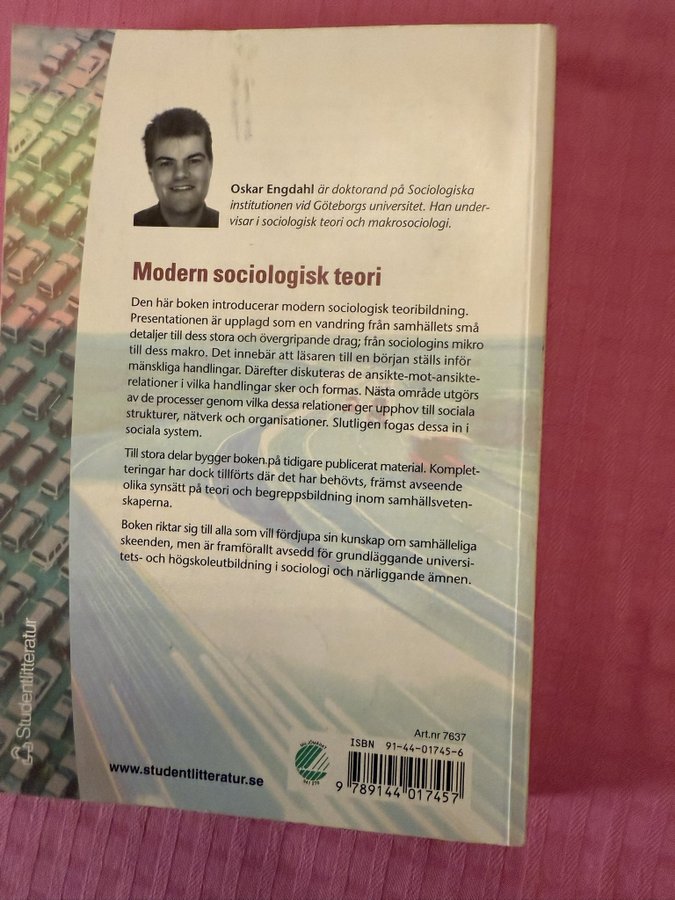 Oskar Engdahl är doktorand på Sociologiska
institutionen vid Göteborgs universitet. Han under-
visar i sociologisk teori och makrosociologi.
Modern sociologisk teori
Den här boken introducerar modern sociologisk teoribildning.
Presentationen är upplagd som en vandring från samhällets små
detaljer till dess stora och övergripande drag; från sociologins mikro
till dess makro. Det innebär att läsaren till en början ställs inför
mänskliga handlingar. Därefter diskuteras de ansikte-mot-ansikte-
relationer i vilka handlingar sker och formas. Nästa område utgörs
av de processer genom vilka dessa relationer ger upphov till sociala
strukturer, nätverk och organisationer. Slutligen fogas dessa in i
sociala system.
Till stora delar bygger boken på tidigare publicerat material. Komplet-
teringar har dock tillförts där det har behövts, främst avseende
olika synsätt på teori och begreppsbildning inom samhällsveten-
skaperna.
Boken riktar sig till alla som vill fördjupa sin kunskap om samhälleliga
skeenden, men är framförallt avsedd för grundläggande universi-
tets- och högskoleutbildning i sociologi och närliggande ämnen.
Studentlitteratur
www.studentlitteratur.se
Art.nr 7637
ISBN 91-44-01745-6
9 789144 017457